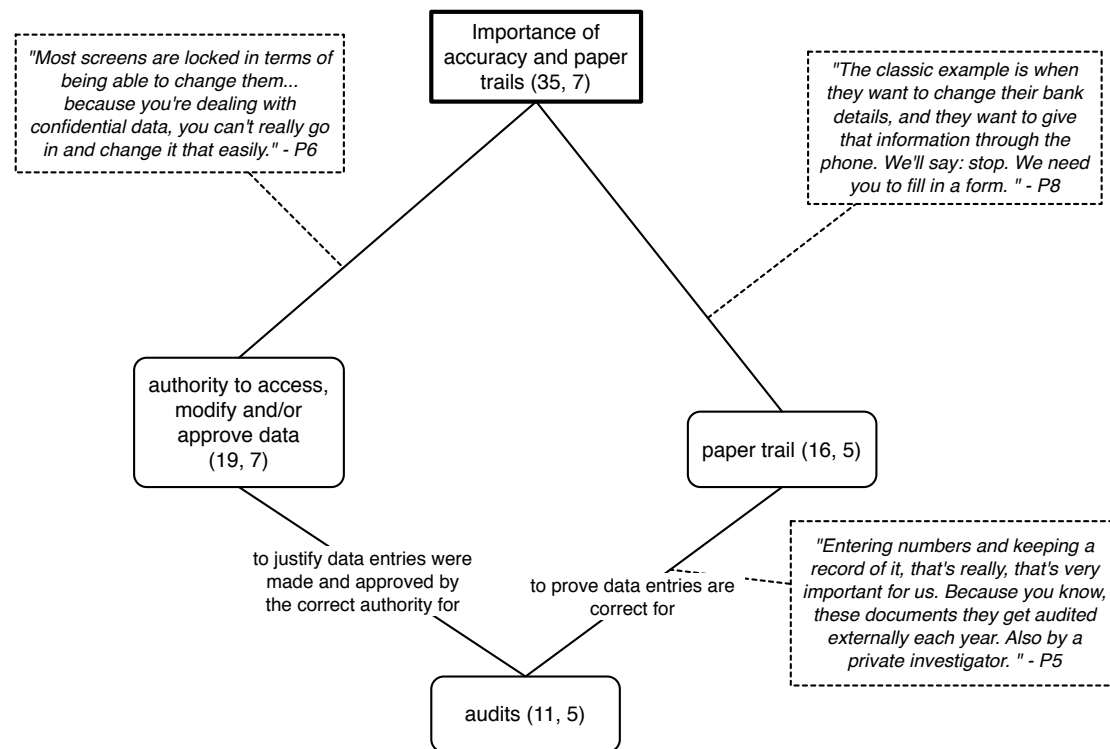 Importance of
accuracy and paper
trails (35, 7)
"Most screens are locked in terms of
being able to change them...
because you're dealing with
confidential data, you can't really go
in and change it that easily." - P6
"The classic example is when
they want to change their bank
details, and they want to give
that information through the
phone. We'll say: stop. We need
you to fill in a form. " - P8
authority to access,
modify and/or
approve data
(19, 7)
paper trail (16, 5)
to justify data entries were
made and approved by
the correct authority for
to prove data entries are
correct for
"Entering numbers and keeping a
record of it, that's really, that's very
important for us. Because you know,
these documents they get audited
externally each year. Also by a
private investigator. " - P5
audits (11, 5)